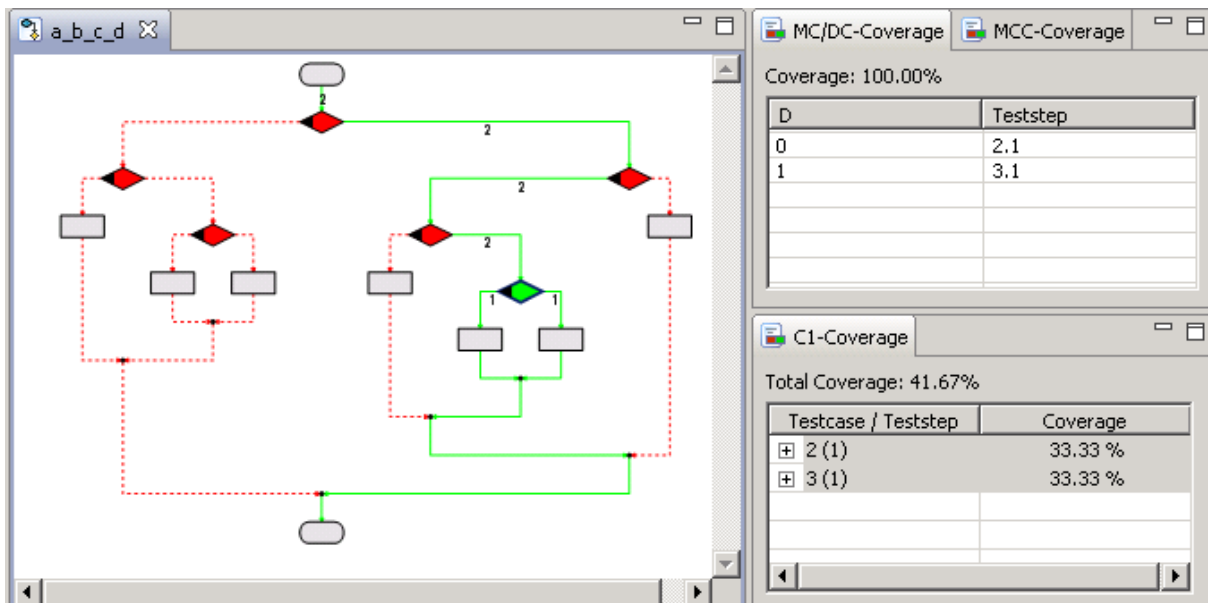 a_b_c_d
2
2
2
2
1 1
MC/DC-Coverage MCC-Coverage
Coverage: 100.00%
D Teststep
0 2.1
1 3.1
C1-Coverage
Total Coverage: 41.67%
Testcase / Teststep Coverage
2 (1) 33.33 %
3 (1) 33.33 %